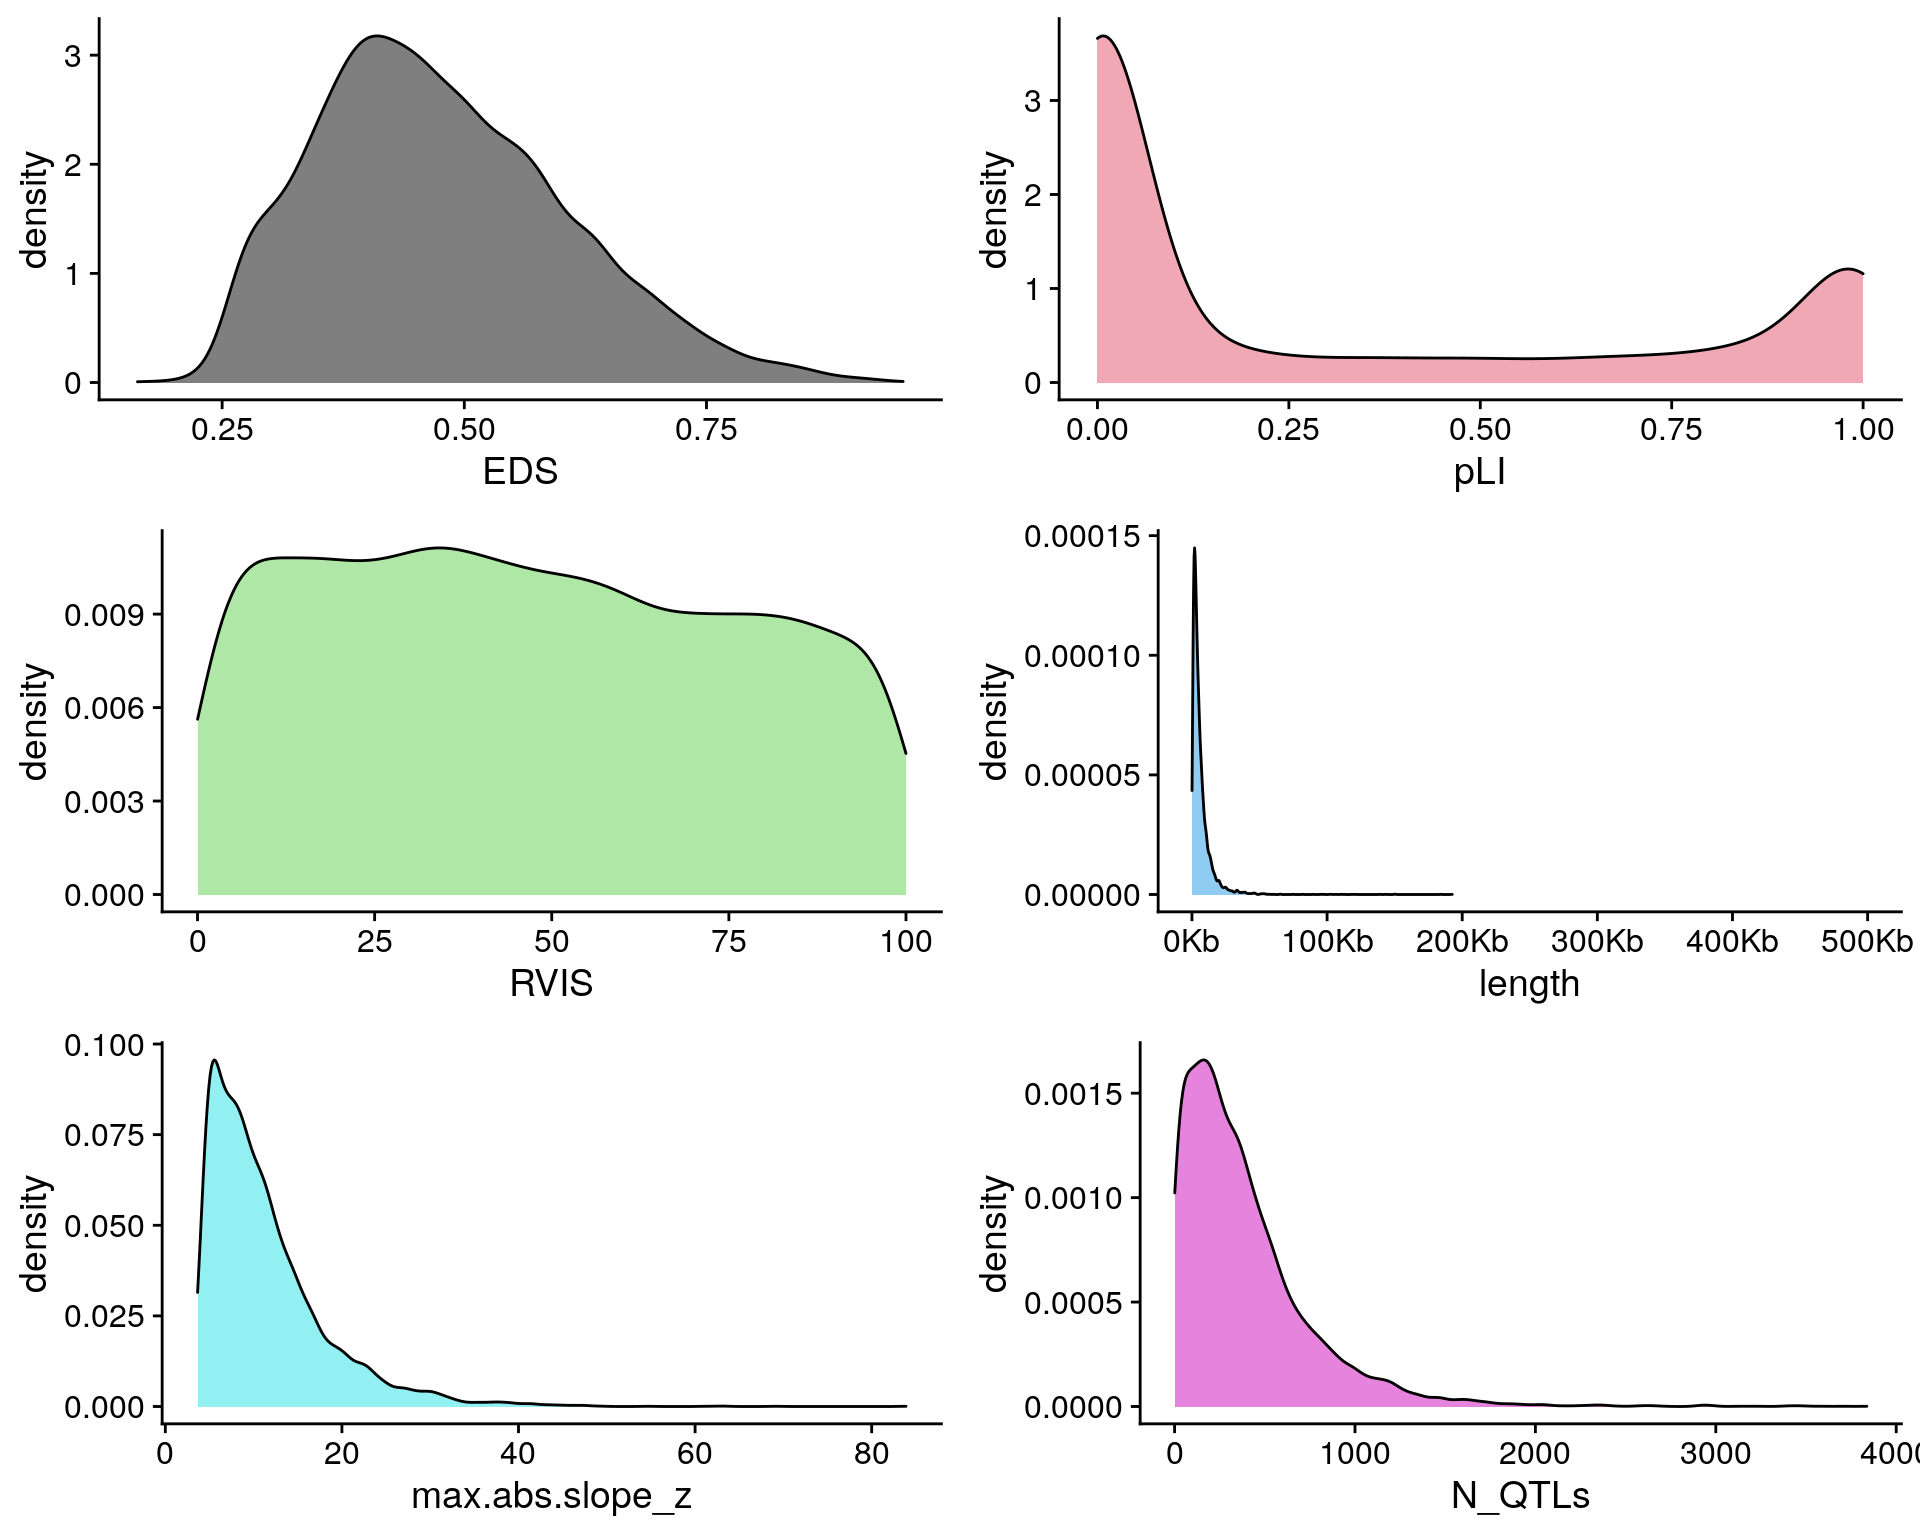 density
3
2
1
0
0.25 0.50 0.75
EDS
density
3
2
1
0
0.00 0.25 0.50 0.75 1.00
pLI
density
0.009
0.006
0.003
0.000
0 25 50 75 100
RVIS
density
0.00015
0.00010
0.00005
0.00000
0Kb 100Kb 200Kb 300Kb 400Kb 500Kb
length
density
0.100
0.075
0.050
0.025
0.000
0 20 40 60 80
max.abs.slope_z
density
0.0015
0.0010
0.0005
0.0000
0 1000 2000 3000 4000
N_QTLs